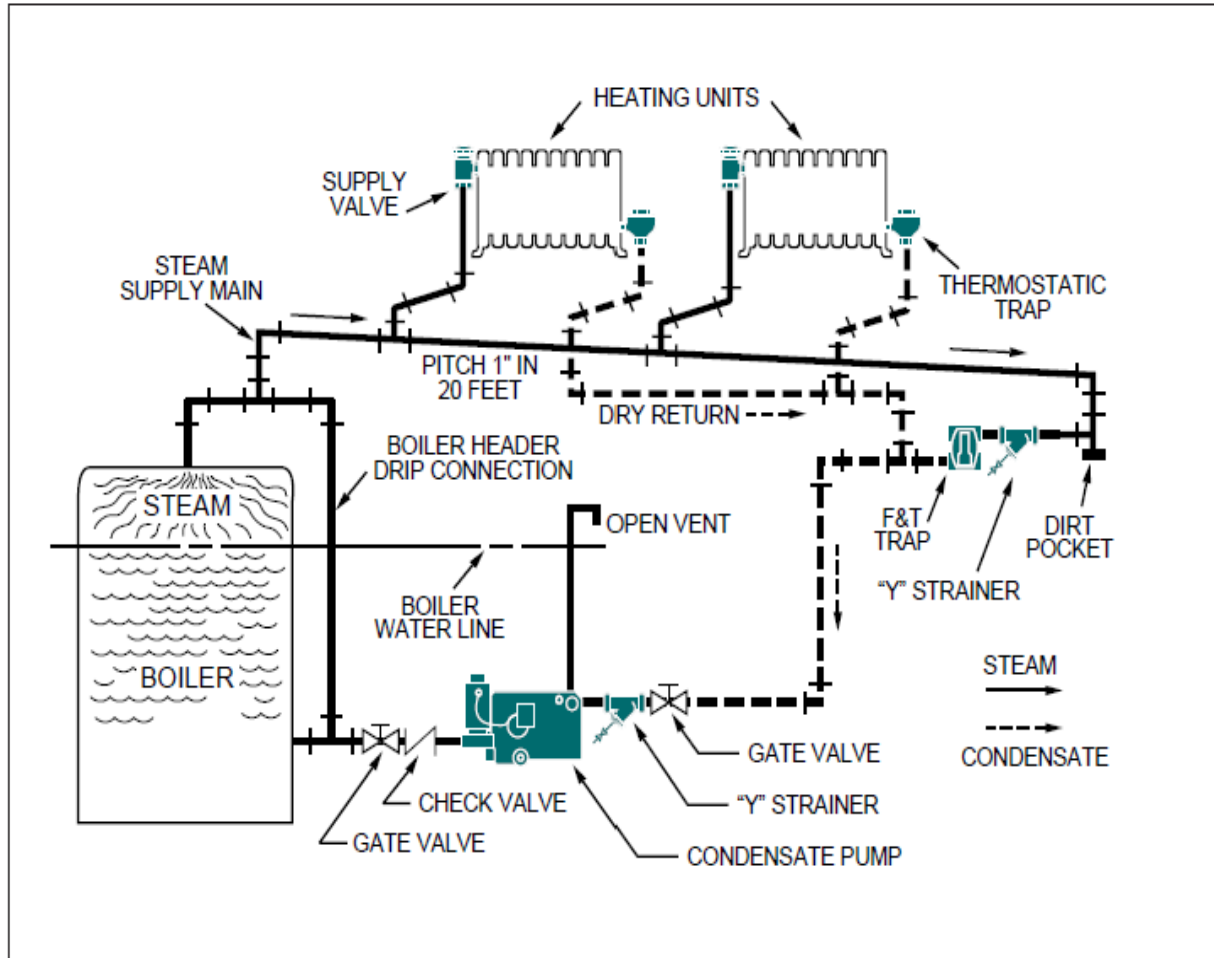 HEATING UNITS
SUPPLY
VALVE
STEAM
SUPPLY MAIN
THERMOSTATIC
TRAP
PITCH 1" IN
20 FEET
DRY RETURN
BOILER HEADER
DRIP CONNECTION
STEAM
OPEN VENT
F&T
TRAP
DIRT
POCKET
"Y" STRAINER
BOILER
WATER LINE
BOILER
STEAM
CONDENSATE
GATE VALVE
CHECK VALVE
"Y" STRAINER
GATE VALVE
CONDENSATE PUMP